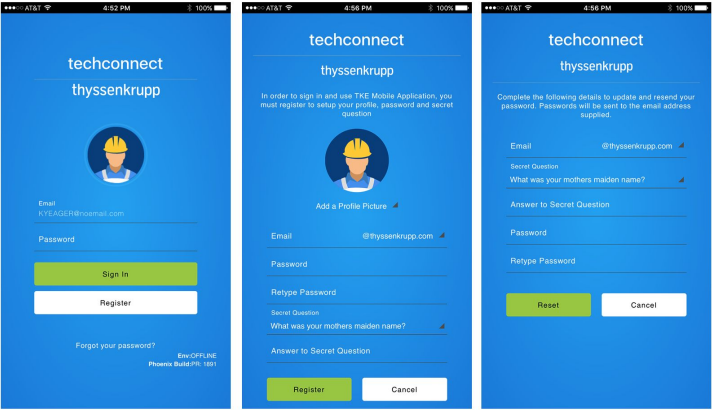 AT&T 4:52 PM 100%
techconnect
thyssenkrupp
Email
KYEAGER@noemail.com
Password
Sign In
Register
Forgot your password?
Env:OFFLINE
Phoenix Build:PR: 1891
AT&T 4:56 PM 100%
techconnect
thyssenkrupp
In order to sign in and use TKE Mobile Application, you
must register to setup your profile, password and secret
question
Add a Profile Picture
Email @thyssenkrupp.com
Password
Retype Password
Secret Question
What was your mothers maiden name?
Answer to Secret Question
Register Cancel
AT&T 4:56 PM 100%
techconnect
thyssenkrupp
Complete the following details to update and resend your
password. Passwords will be sent to the email address
supplied.
Email @thyssenkrupp.com
Secret Question
What was your mothers maiden name?
Answer to Secret Question
Password
Retype Password
Reset Cancel